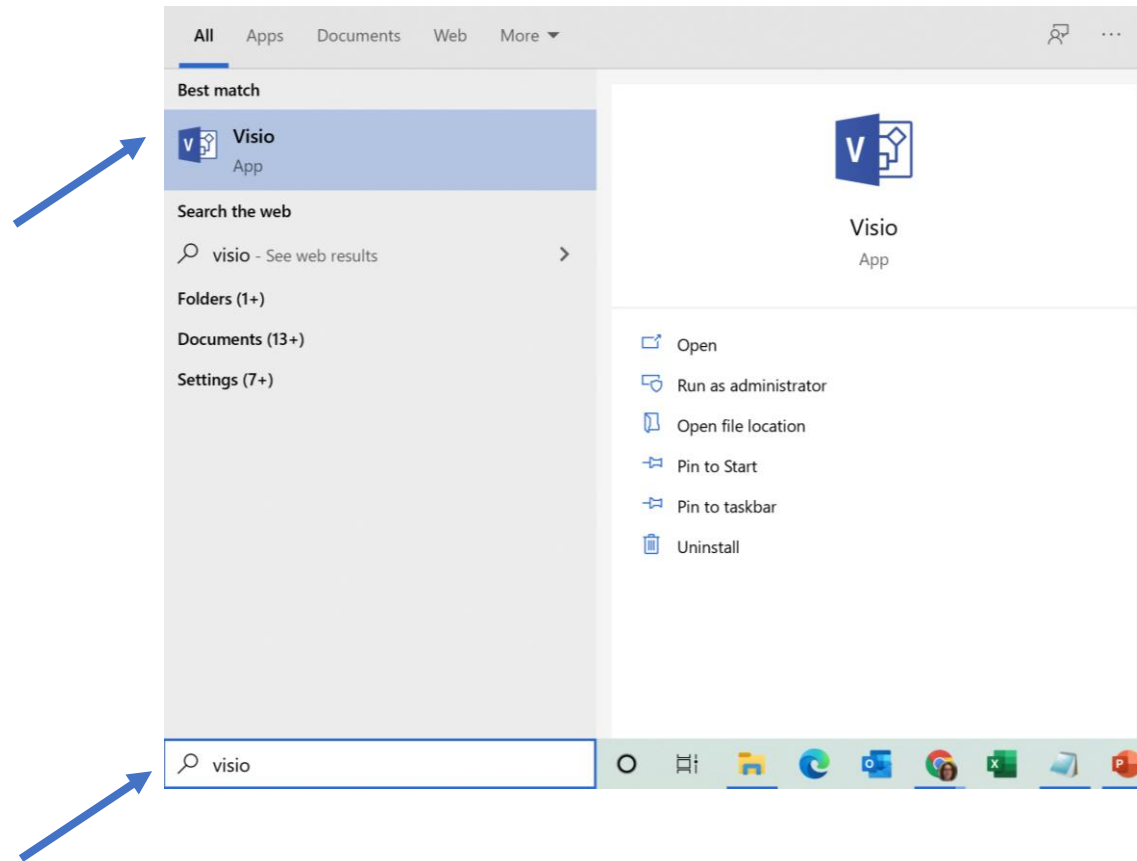 All Apps Documents Web More
Best match
V Visio
App
Search the web
visio - See web results
Folders (1+)
Documents (13+)
Settings (7+)
V
Visio
App
Open
Run as administrator
Open file location
Pin to Start
Pin to taskbar
Uninstall
visio